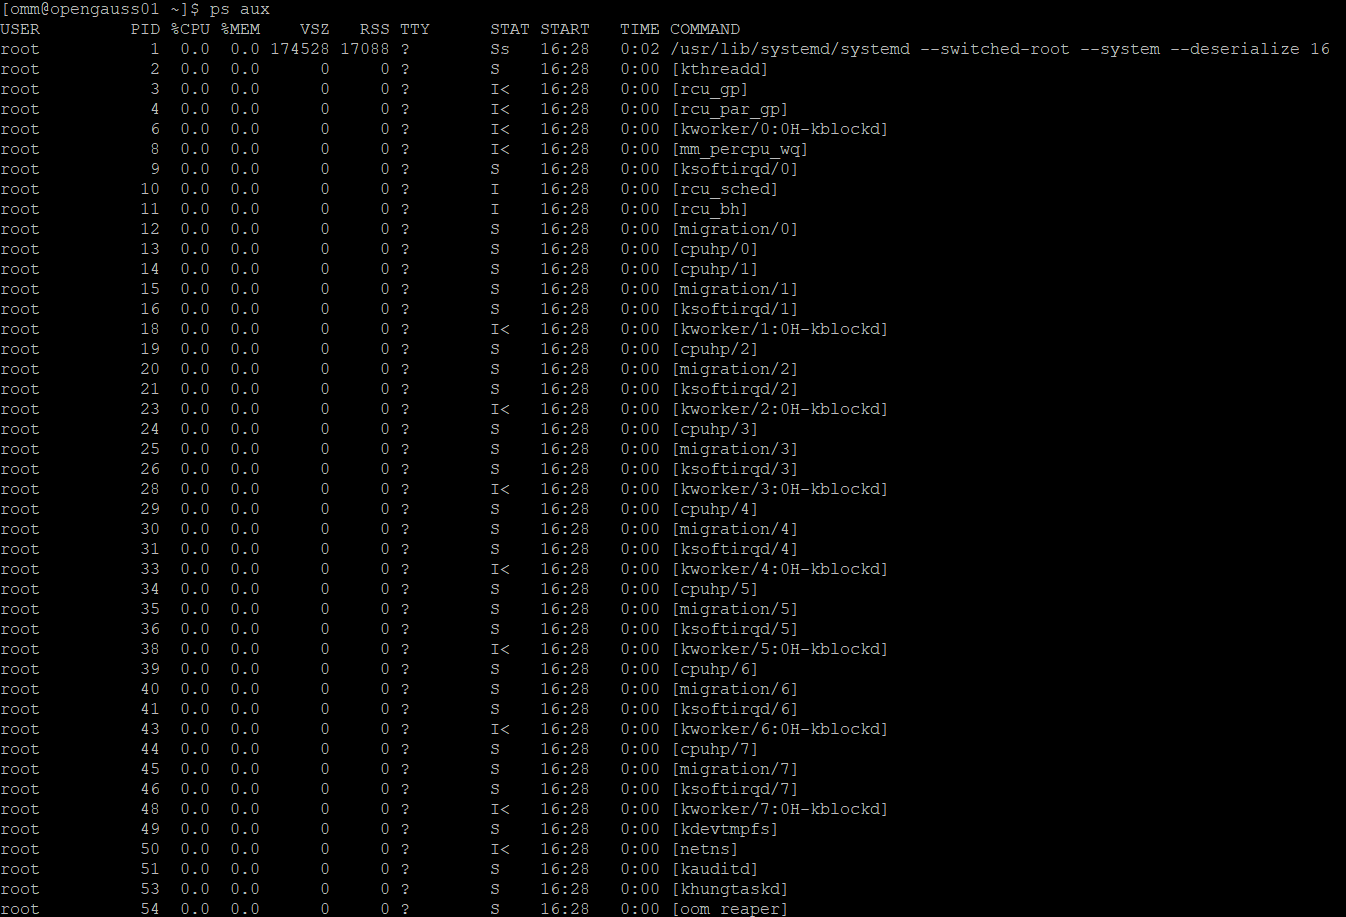 [omm@opengauss01 ~]$ ps aux
USER         PID %CPU %MEM    VSZ   RSS TTY      STAT START   TIME COMMAND
root           1  0.0  0.0 174528 17088 ?        Ss   16:28   0:02 /usr/lib/systemd/systemd --switched-root --system --deserialize 16
root           2  0.0  0.0      0     0 ?        S    16:28   0:00 [kthreadd]
root           3  0.0  0.0      0     0 ?        I<   16:28   0:00 [rcu_gp]
root           4  0.0  0.0      0     0 ?        I<   16:28   0:00 [rcu_par_gp]
root           6  0.0  0.0      0     0 ?        I<   16:28   0:00 [kworker/0:0H-kblockd]
root           8  0.0  0.0      0     0 ?        I<   16:28   0:00 [mm_percpu_wq]
root           9  0.0  0.0      0     0 ?        S    16:28   0:00 [ksoftirqd/0]
root          10  0.0  0.0      0     0 ?        I    16:28   0:00 [rcu_sched]
root          11  0.0  0.0      0     0 ?        I    16:28   0:00 [rcu_bh]
root          12  0.0  0.0      0     0 ?        S    16:28   0:00 [migration/0]
root          13  0.0  0.0      0     0 ?        S    16:28   0:00 [cpuhp/0]
root          14  0.0  0.0      0     0 ?        S    16:28   0:00 [cpuhp/1]
root          15  0.0  0.0      0     0 ?        S    16:28   0:00 [migration/1]
root          16  0.0  0.0      0     0 ?        S    16:28   0:00 [ksoftirqd/1]
root          18  0.0  0.0      0     0 ?        I<   16:28   0:00 [kworker/1:0H-kblockd]
root          19  0.0  0.0      0     0 ?        S    16:28   0:00 [cpuhp/2]
root          20  0.0  0.0      0     0 ?        S    16:28   0:00 [migration/2]
root          21  0.0  0.0      0     0 ?        S    16:28   0:00 [ksoftirqd/2]
root          23  0.0  0.0      0     0 ?        I<   16:28   0:00 [kworker/2:0H-kblockd]
root          24  0.0  0.0      0     0 ?        S    16:28   0:00 [cpuhp/3]
root          25  0.0  0.0      0     0 ?        S    16:28   0:00 [migration/3]
root          26  0.0  0.0      0     0 ?        S    16:28   0:00 [ksoftirqd/3]
root          28  0.0  0.0      0     0 ?        I<   16:28   0:00 [kworker/3:0H-kblockd]
root          29  0.0  0.0      0     0 ?        S    16:28   0:00 [cpuhp/4]
root          30  0.0  0.0      0     0 ?        S    16:28   0:00 [migration/4]
root          31  0.0  0.0      0     0 ?        S    16:28   0:00 [ksoftirqd/4]
root          33  0.0  0.0      0     0 ?        I<   16:28   0:00 [kworker/4:0H-kblockd]
root          34  0.0  0.0      0     0 ?        S    16:28   0:00 [cpuhp/5]
root          35  0.0  0.0      0     0 ?        S    16:28   0:00 [migration/5]
root          36  0.0  0.0      0     0 ?        S    16:28   0:00 [ksoftirqd/5]
root          38  0.0  0.0      0     0 ?        I<   16:28   0:00 [kworker/5:0H-kblockd]
root          39  0.0  0.0      0     0 ?        S    16:28   0:00 [cpuhp/6]
root          40  0.0  0.0      0     0 ?        S    16:28   0:00 [migration/6]
root          41  0.0  0.0      0     0 ?        S    16:28   0:00 [ksoftirqd/6]
root          43  0.0  0.0      0     0 ?        I<   16:28   0:00 [kworker/6:0H-kblockd]
root          44  0.0  0.0      0     0 ?        S    16:28   0:00 [cpuhp/7]
root          45  0.0  0.0      0     0 ?        S    16:28   0:00 [migration/7]
root          46  0.0  0.0      0     0 ?        S    16:28   0:00 [ksoftirqd/7]
root          48  0.0  0.0      0     0 ?        I<   16:28   0:00 [kworker/7:0H-kblockd]
root          49  0.0  0.0      0     0 ?        S    16:28   0:00 [kdevtmpfs]
root          50  0.0  0.0      0     0 ?        I<   16:28   0:00 [netns]
root          51  0.0  0.0      0     0 ?        S    16:28   0:00 [kauditd]
root          53  0.0  0.0      0     0 ?        S    16:28   0:00 [khungtaskd]
root          54  0.0  0.0      0     0 ?        S    16:28   0:00 [oom_reaper]